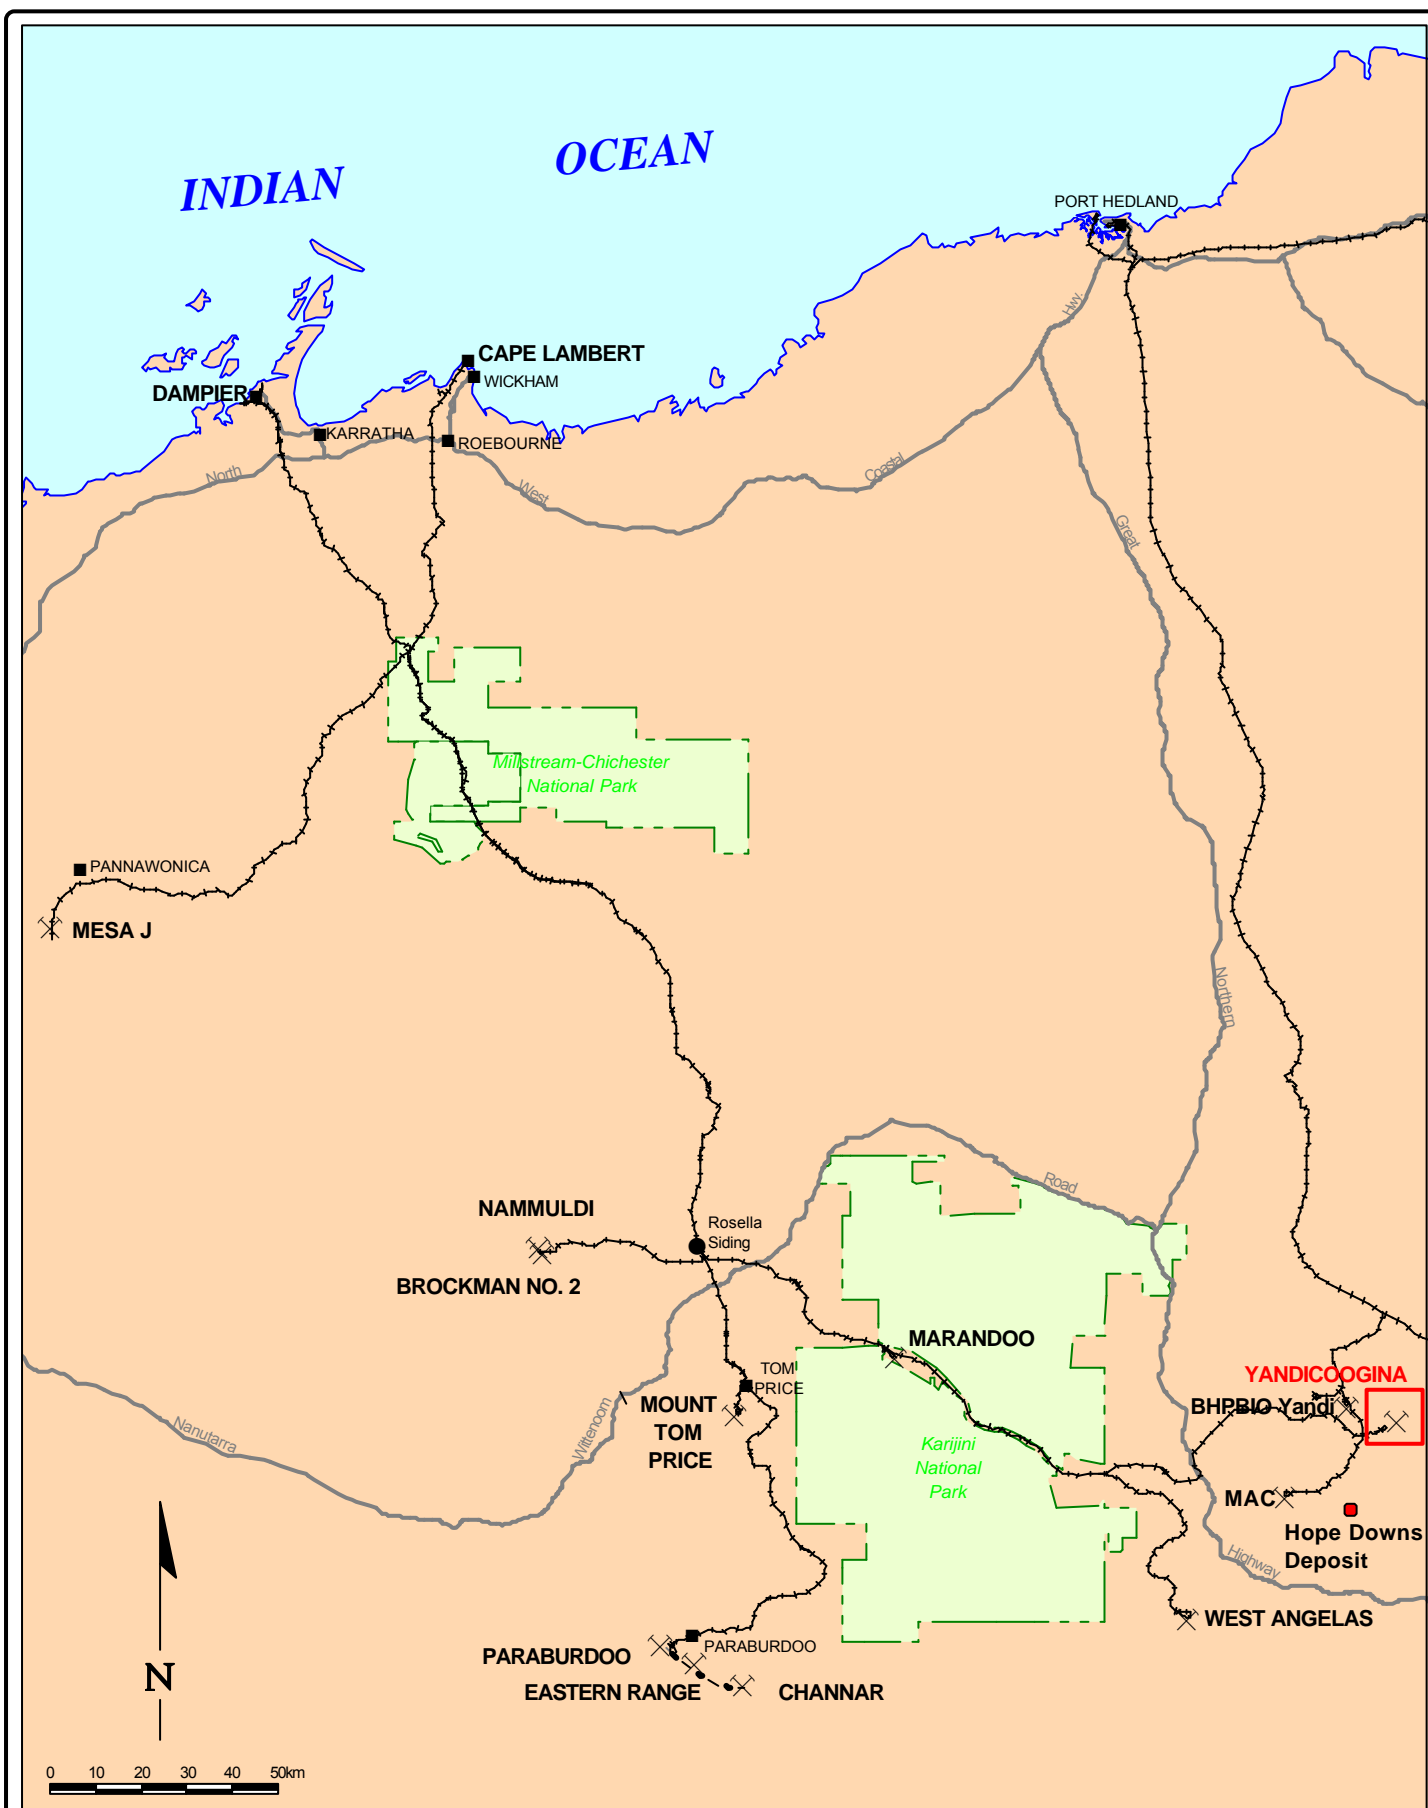 INDIAN OCEAN
PORT HEDLAND
Hwy.
CAPE LAMBERT
WICKHAM
DAMPIER
KARRATHA
ROEBOURNE
North
West
Coastal
Great
Millstream-Chichester
National Park
PANNAWONICA
MESA J
Northern
Road
NAMMULDI
Rosella
Siding
BROCKMAN NO. 2
MARANDOO
TOM
PRICE
YANDICOOGINA
BHPBIO Yandi
MOUNT
TOM
PRICE
Wittenoom
Nanutarra
Karijini
National
Park
MAC
Hope Downs
Deposit
Highway
WEST ANGELAS
PARABURDOO
PARABURDOO
EASTERN RANGE
CHANNAR
N
0 10 20 30 40 50km